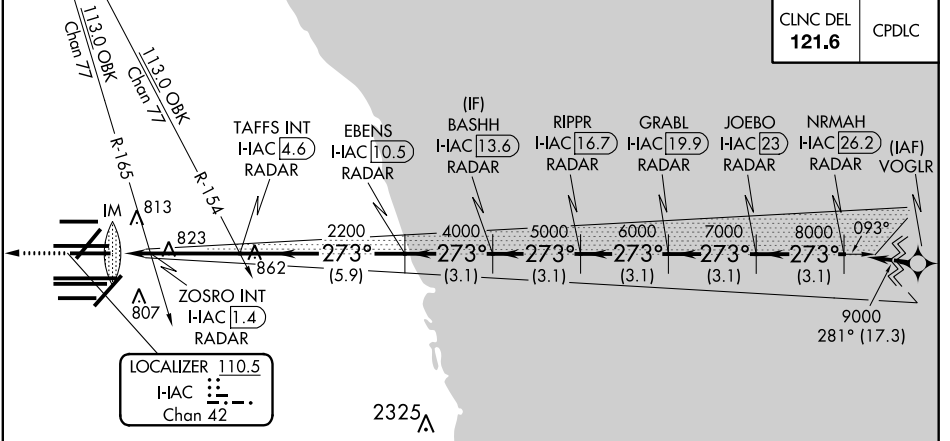 CLNC DEL
121.6
CPDLC
113.0 OBK
Chan 77
113.0 OBK
Chan 77
R-165
R-154
TAFFS INT
I-IAC 4.6
RADAR
EBENS
I-IAC 10.5
RADAR
(IF)
BASHH
I-IAC 13.6
RADAR
RIPPR
I-IAC 16.7
RADAR
GRABL
I-IAC 19.9
RADAR
JOEBO
I-IAC 23
RADAR
NRMAH
I-IAC 26.2
RADAR
(IAF)
VOGLR
IM
813
823
862
807
2200
273°
(5.9)
4000
273°
(3.1)
5000
273°
(3.1)
6000
273°
(3.1)
7000
273°
(3.1)
8000
273°
(3.1)
093°
9000
281° (17.3)
ZOSRO INT
I-IAC 1.4
RADAR
LOCALIZER 110.5
I-IAC
Chan 42
2325